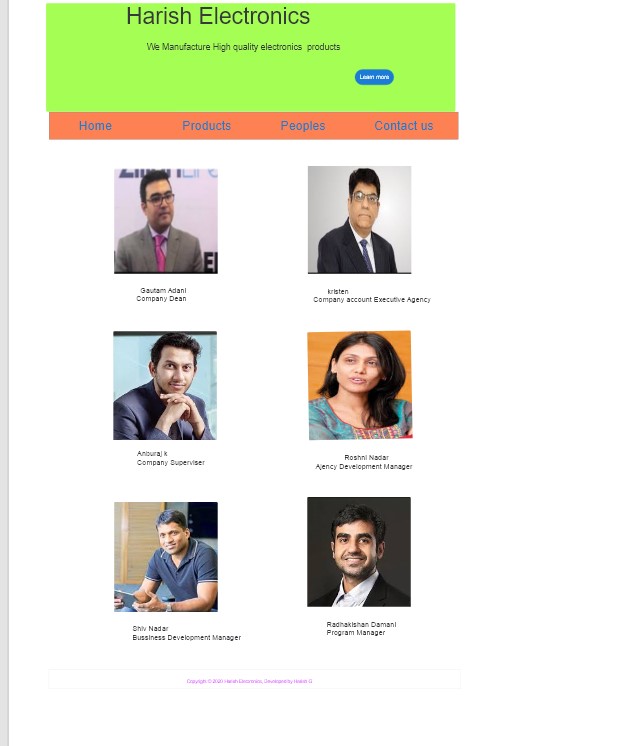 Harish Electronics
We Manufacture High quality electronics products
Learn more
Home Products Peoples Contact us
Gautam Adani
Company Dean
kristen
Company account Executive Agency
Anburaj k
Company Superviser
Roshni Nadar
Ajency Development Manager
Shiv Nadar
Bussiness Development Manager
Radhakishan Damani
Program Manager
Copyright © 2020 Harish Electronics, Developed by Harish G